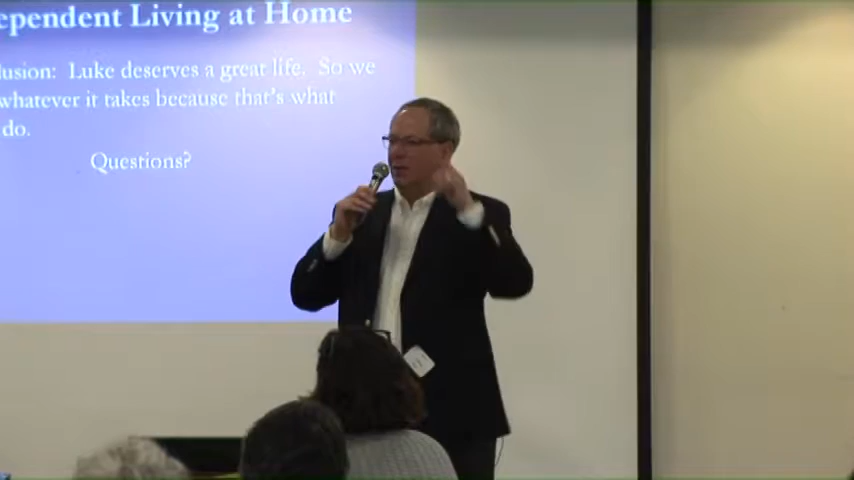 ependent Living at Home
lusion: Luke deserves a great life. So we
whatever it takes because that's what
do.
Questions?